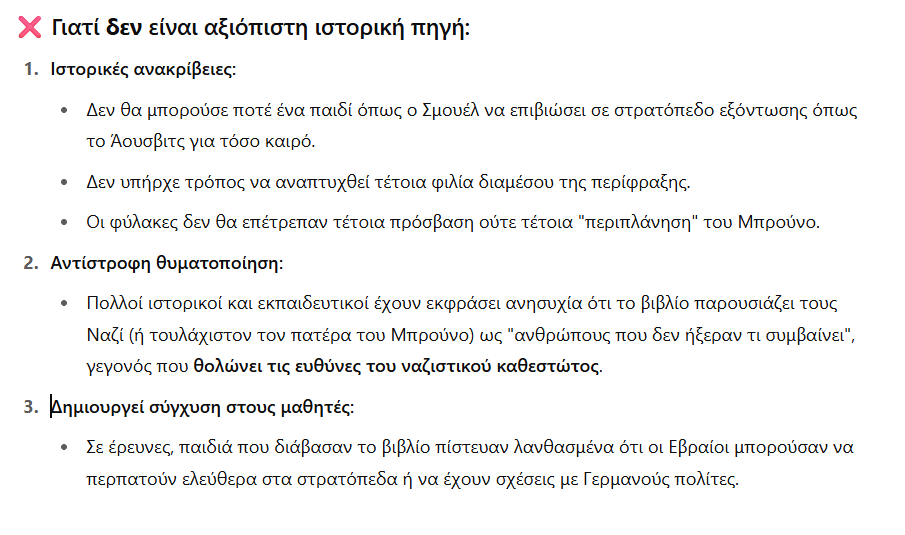 ❌ Γιατί δεν είναι αξιόπιστη ιστορική πηγή:
1. Ιστορικές ανακρίβειες:
• Δεν θα μπορούσε ποτέ ένα παιδί όπως ο Σμουέλ να επιβιώσει σε στρατόπεδο εξόντωσης όπως
το Άουσβιτς για τόσο καιρό.
• Δεν υπήρχε τρόπος να αναπτυχθεί τέτοια φιλία διαμέσου της περίφραξης.
• Οι φύλακες δεν θα επέτρεπαν τέτοια πρόσβαση ούτε τέτοια "περιπλάνηση" του Μπρούνο.
2. Αντίστροφη θυματοποίηση:
• Πολλοί ιστορικοί και εκπαιδευτικοί έχουν εκφράσει ανησυχία ότι το βιβλίο παρουσιάζει τους
Ναζί (ή τουλάχιστον τον πατέρα του Μπρούνο) ως "ανθρώπους που δεν ήξεραν τι συμβαίνει",
γεγονός που θολώνει τις ευθύνες του ναζιστικού καθεστώτος.
3. Δημιουργεί σύγχυση στους μαθητές:
• Σε έρευνες, παιδιά που διάβασαν το βιβλίο πίστευαν λανθασμένα ότι οι Εβραίοι μπορούσαν να
περπατούν ελεύθερα στα στρατόπεδα ή να έχουν σχέσεις με Γερμανούς πολίτες.